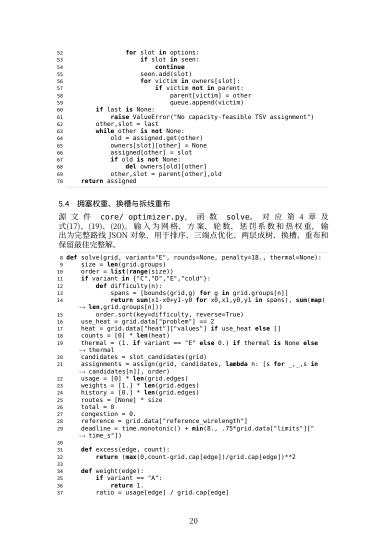 52 for slot in options:
53 if slot in seen:
54 continue
55 seen.add(slot)
56 for victim in owners[slot]:
57 if victim not in parent:
58 parent[victim] = other
59 queue.append(victim)
60 if last is None:
61 raise ValueError("No capacity-feasible TSV assignment")
62 other,slot = last
63 while other is not None:
64 old = assigned.get(other)
65 owners[slot][other] = None
66 assigned[other] = slot
67 if old is not None:
68 del owners[old][other]
69 other,slot = parent[other],old
70 return assigned
5.4 拥塞权重、换槽与拆线重布
源文件 core/optimizer.py，函数 solve。对应第 4 章及
式(17)、(19)、(20)。输入为网格、方案、轮数、惩罚系数和热权重，输
出为完整路线 JSON 对象，用于排序、三端点优化、两层成树、换槽、重布和
保留最佳完整解。
8 def solve(grid, variant="E", rounds=None, penalty=18., thermal=None):
9 size = len(grid.groups)
10 order = list(range(size))
11 if variant in {"C","D","E","cold"}:
12 def difficulty(n):
13 spans = [bounds(grid,g) for g in grid.groups[n]]
14 return sum(x1-x0+y1-y0 for x0,x1,y0,y1 in spans), sum(map(
↪ len,grid.groups[n]))
15 order.sort(key=difficulty, reverse=True)
16 use_heat = grid.data["problem"] == 2
17 heat = grid.data["heat"]["values"] if use_heat else []
18 counts = [0] * len(heat)
19 thermal = (1. if variant == "E" else 0.) if thermal is None else
↪ thermal
20 candidates = slot_candidates(grid)
21 assignments = assign(grid, candidates, lambda n: [s for _,_,s in
↪ candidates[n]], order)
22 usage = [0] * len(grid.edges)
23 weights = [1.] * len(grid.edges)
24 history = [0.] * len(grid.edges)
25 routes = [None] * size
26 total = 0
27 congestion = 0.
28 reference = grid.data["reference_wirelength"]
29 deadline = time.monotonic() + min(8., .75*grid.data["limits"]["
↪ time_s"])
30
31 def excess(edge, count):
32 return (max(0,count-grid.cap[edge])/grid.cap[edge])**2
33
34 def weight(edge):
35 if variant == "A":
36 return 1.
37 ratio = usage[edge] / grid.cap[edge]
20